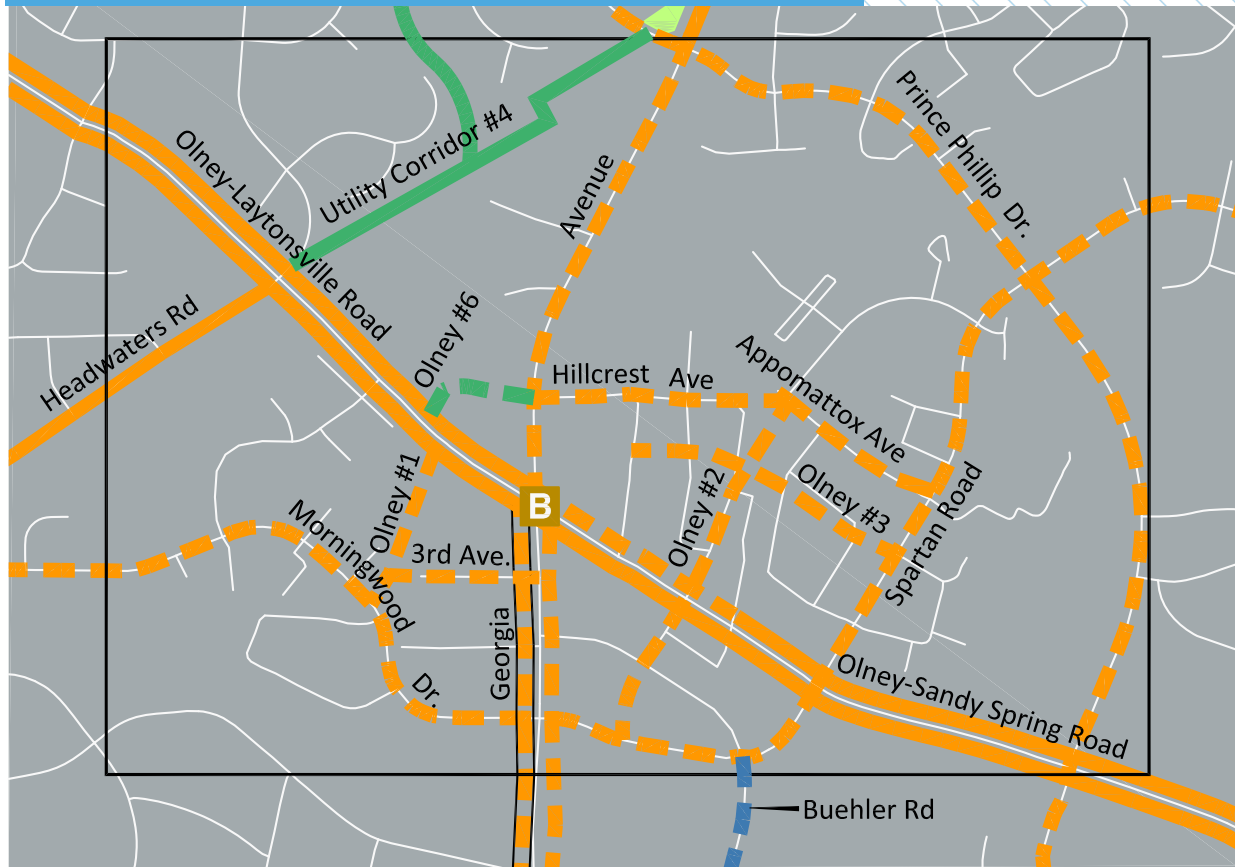 Prince Phillip Dr.
Utility Corridor #4
Olney-Laytonsville Road
Avenue
Headwaters Rd
Olney #6
Hillcrest Ave
Appomattox Ave
Olney #1
Olney #2
Olney #3
Spartan Road
B
Morningwood Dr.
3rd Ave.
Georgia
Olney-Sandy Spring Road
Buehler Rd